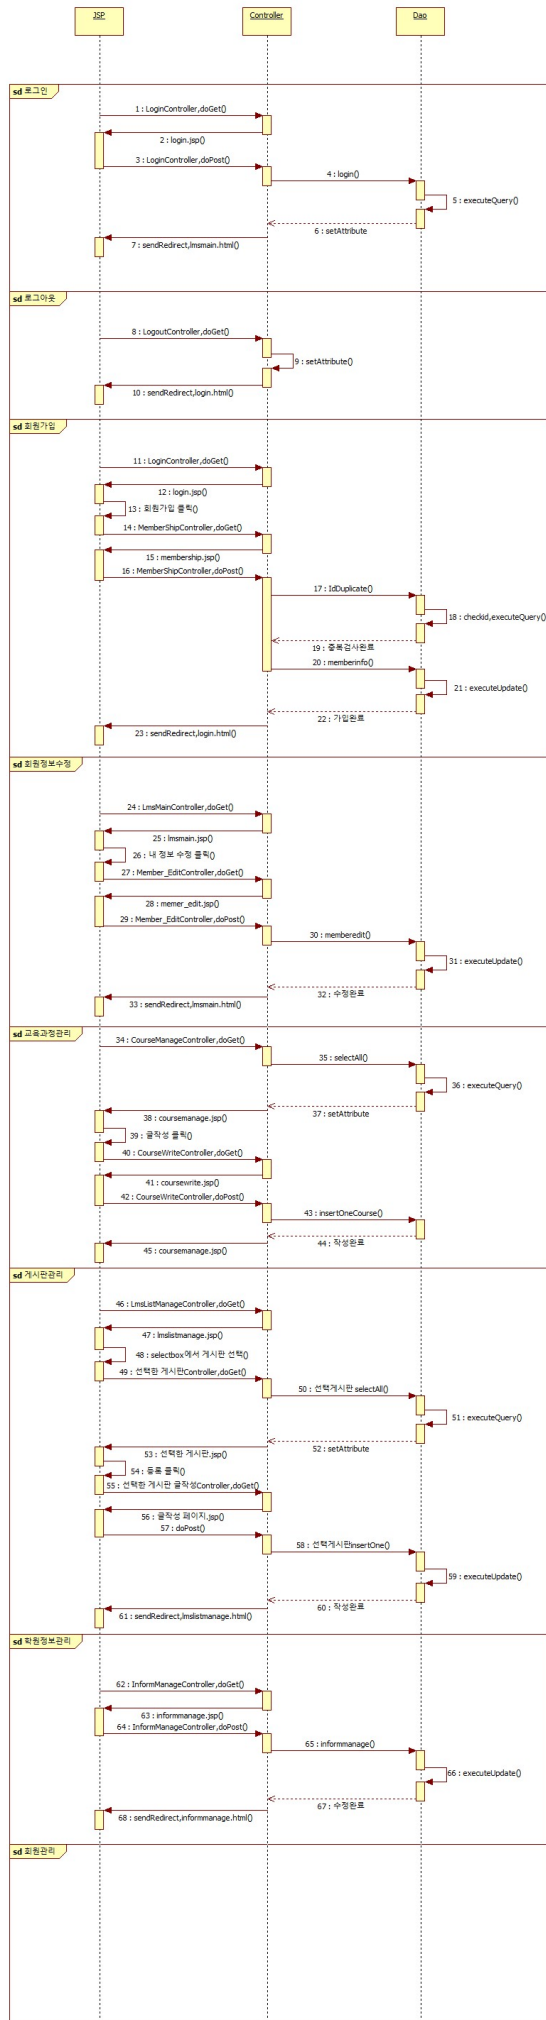 JSP
Controller
Dao
sd 로그인
1 : LoginController,doGet()
2 : login.jsp()
3 : LoginController,doPost()
4 : login()
5 : executeQuery()
6 : setAttribute
7 : sendRedirect,lmsmain.html()
sd 로그아웃
8 : LogoutController,doGet()
9 : setAttribute()
10 : sendRedirect,login.html()
sd 회원가입
11 : LoginController,doGet()
12 : login.jsp()
13 : 회원가입 클릭()
14 : MemberShipController,doGet()
15 : membership.jsp()
16 : MemberShipController,doPost()
17 : IdDuplicate()
18 : checkid,executeQuery()
19 : 중복검사완료
20 : memberinfo()
21 : executeUpdate()
22 : 가입완료
23 : sendRedirect,login.html()
sd 회원정보수정
24 : LmsMainController,doGet()
25 : lmsmain.jsp()
26 : 내 정보 수정 클릭()
27 : Member_EditController,doGet()
28 : memer_edit.jsp()
29 : Member_EditController,doPost()
30 : memberedit()
31 : executeUpdate()
32 : 수정완료
33 : sendRedirect,lmsmain.html()
sd 교육과정관리
34 : CourseManageController,doGet()
35 : selectAll()
36 : executeQuery()
37 : setAttribute
38 : coursemanage.jsp()
39 : 글작성 클릭()
40 : CourseWriteController,doGet()
41 : coursewrite.jsp()
42 : CourseWriteController,doPost()
43 : insertOneCourse()
44 : 작성완료
45 : coursemanage.jsp()
sd 게시판관리
46 : LmsListManageController,doGet()
47 : lmslistmanage.jsp()
48 : selectbox에서 게시판 선택()
49 : 선택한 게시판Controller,doGet()
50 : 선택게시판 selectAll()
51 : executeQuery()
52 : setAttribute
53 : 선택한 게시판.jsp()
54 : 등록 클릭()
55 : 선택한 게시판 글작성Controller,doGet()
56 : 글작성 페이지.jsp()
57 : doPost()
58 : 선택게시판insertOne()
59 : executeUpdate()
60 : 작성완료
61 : sendRedirect,lmslistmanage.html()
sd 학원정보관리
62 : InformManageController,doGet()
63 : informmanage.jsp()
64 : InformManageController,doPost()
65 : informmanage()
66 : executeUpdate()
67 : 수정완료
68 : sendRedirect,informmanage.html()
sd 회원관리